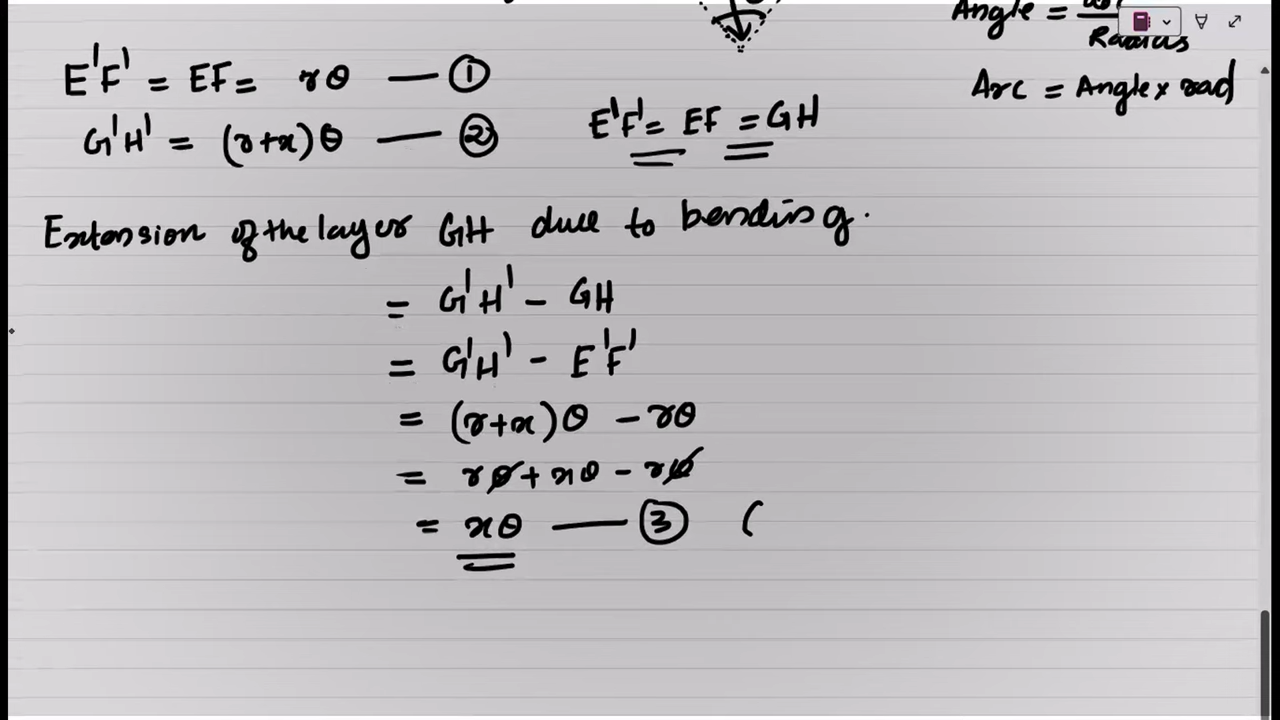 Angle =
Radius
E'F' = EF = rθ — ①
Arc = Angle × rad
G'H' = (r+x)θ — ②
E'F' = EF = GH
Extension of the layer GH due to bending.
= G'H' - GH
= G'H' - E'F'
= (r+x)θ - rθ
= rθ + xθ - rθ
= xθ — ③ (